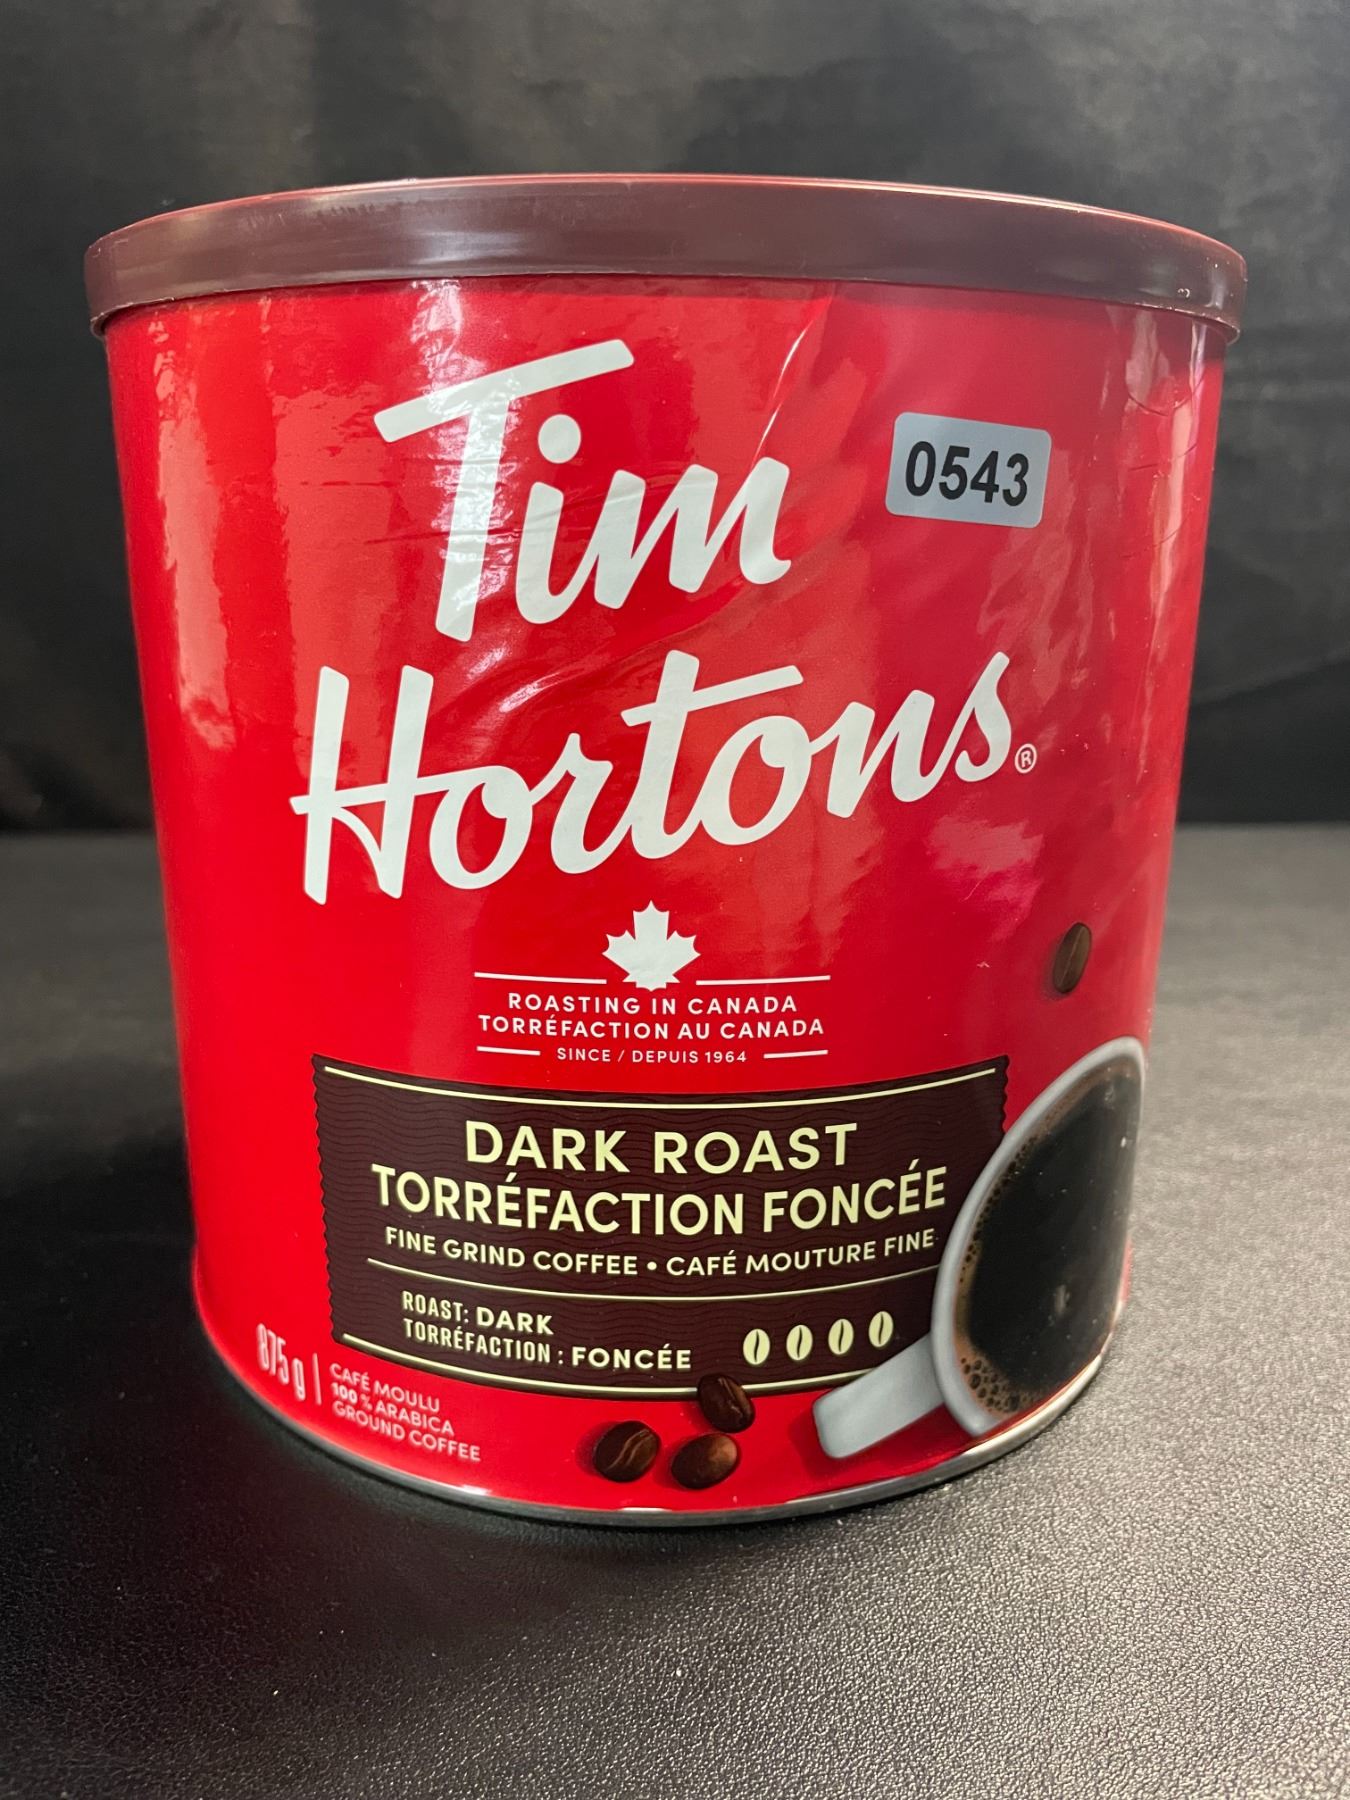 Tim
0543
Hortons®
ROASTING IN CANADA
TORRÉFACTION AU CANADA
SINCE / DEPUIS 1964
DARK ROAST
TORRÉFACTION FONCÉE
FINE GRIND COFFEE • CAFÉ MOUTURE FINE
ROAST: DARK
TORRÉFACTION : FONCÉE
875 g
CAFÉ MOULU
100 % ARABICA
GROUND COFFEE